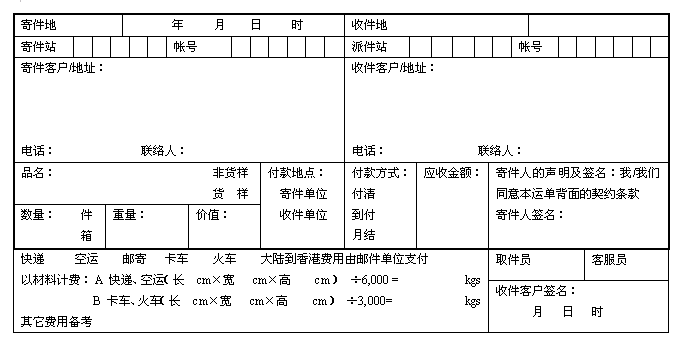 寄件地 年 月 日 时 收件地
寄件站 帐号 派件站 帐号
寄件客户/地址： 收件客户/地址：
电话： 联络人： 电话： 联络人：
品名： 非货样 付款地点： 付款方式： 应收金额： 寄件人的声明及签名：我/我们
货 样 寄件单位 付清 同意本运单背面的契约条款
数量： 件 重量： 价值： 收件单位 到付 寄件人签名：
箱 月结
快递 空运 邮寄 卡车 火车 大陆到香港费用由邮件单位支付 取件员 客服员
以材料计费：A 快递、空运（长 cm×宽 cm×高 cm） ÷6,000＝ kgs 收件客户签名：
B 卡车、火车（长 cm×宽 cm×高 cm） ÷3,000＝ kgs 月 日 时
其它费用备考